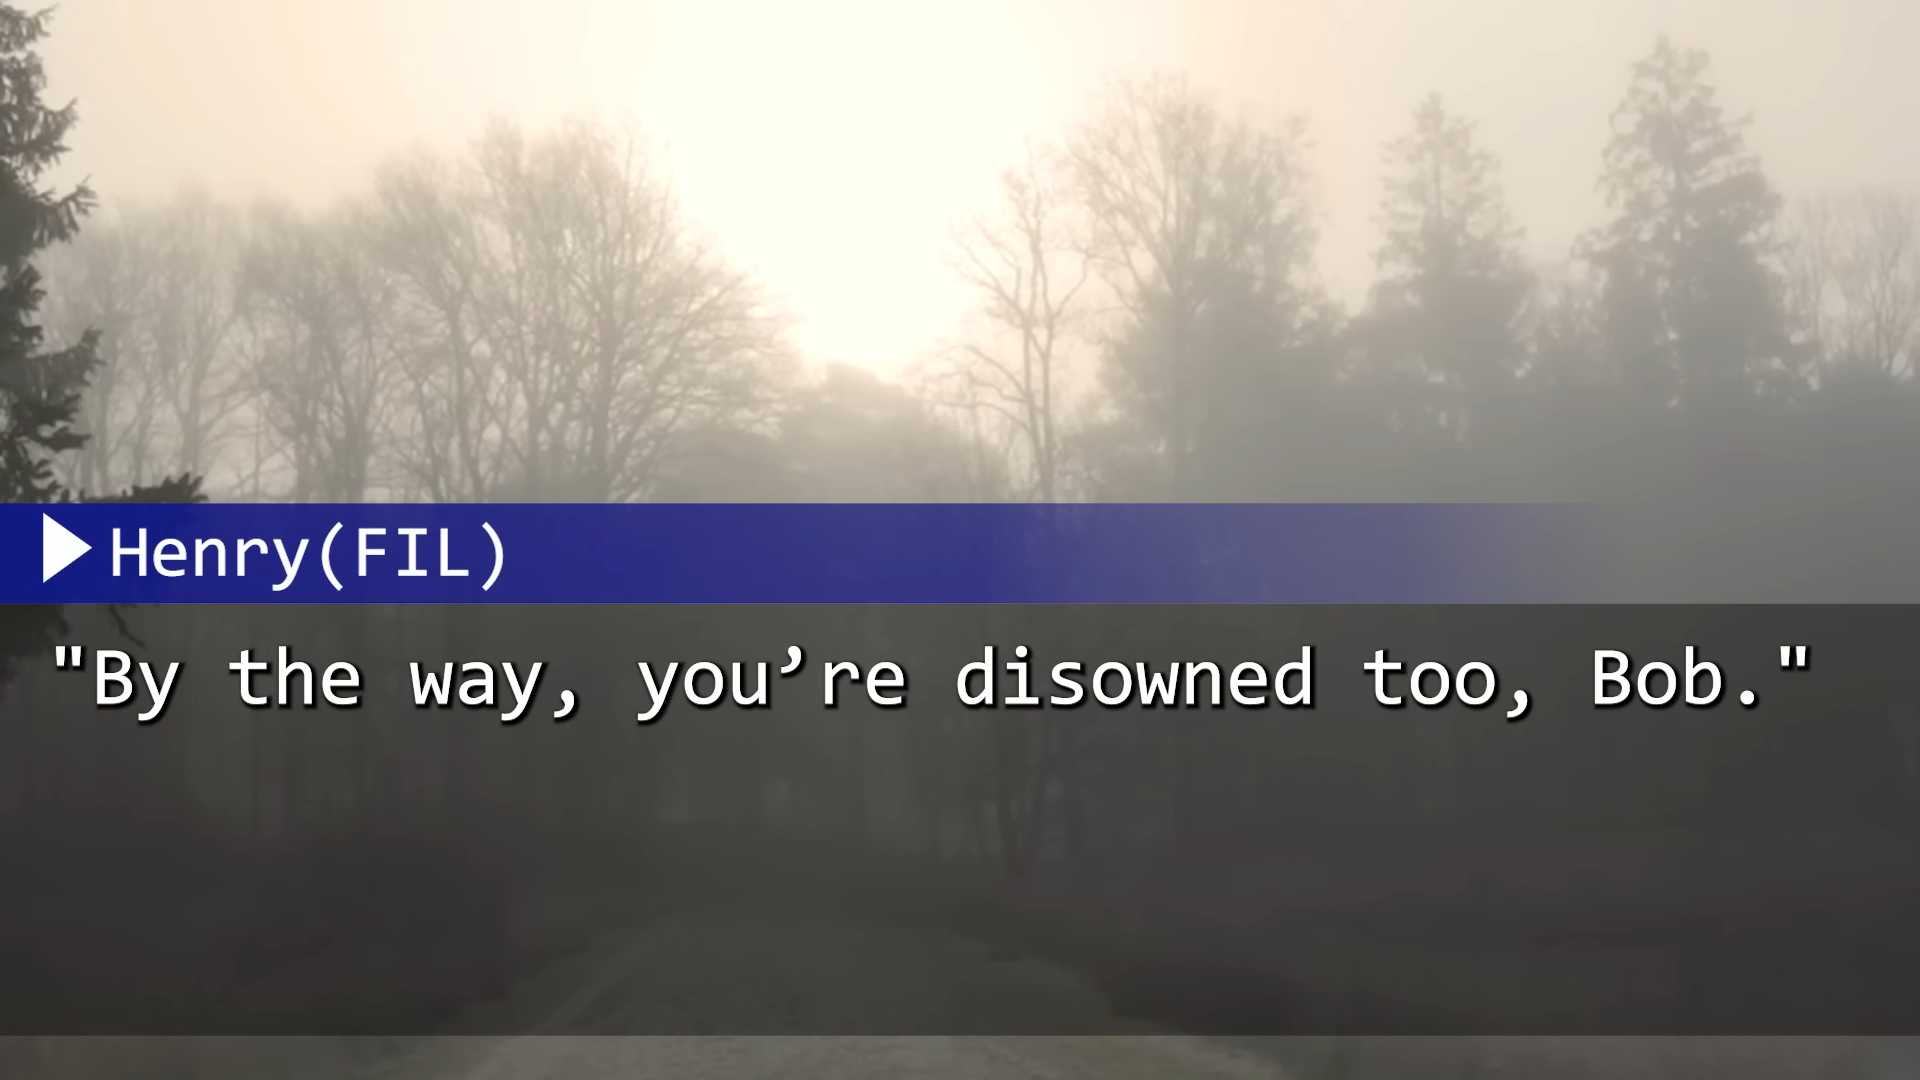 Henry(FIL)
"By the way, you’re disowned too, Bob."